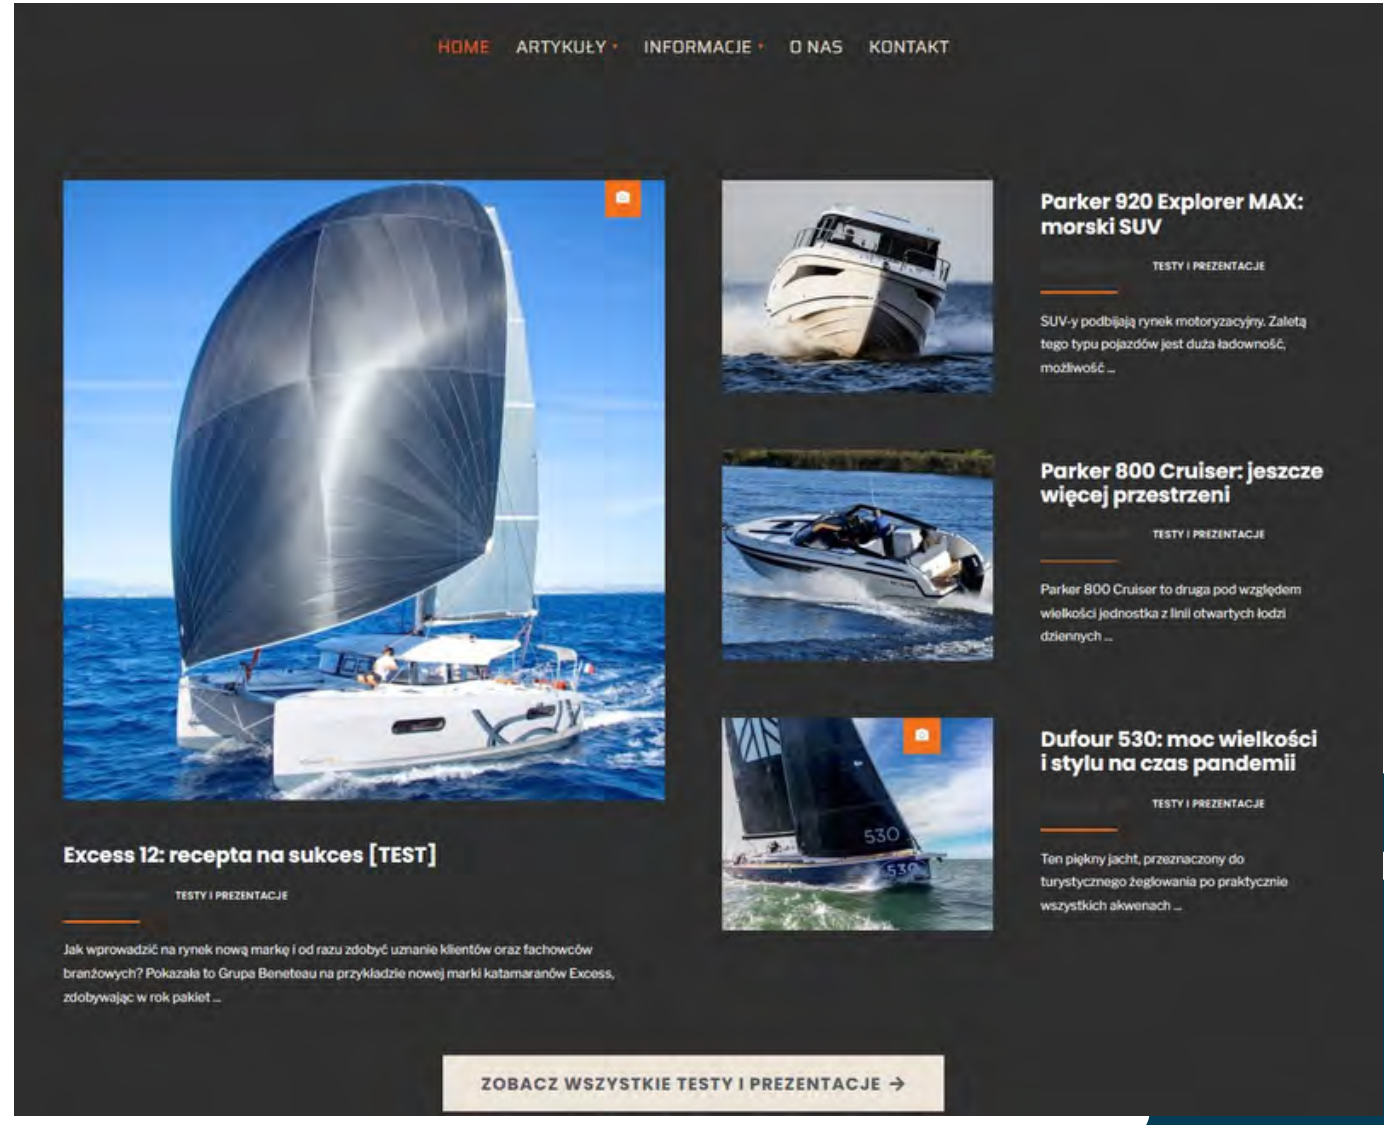 HOME ARTYKUŁY INFORMACJE O NAS KONTAKT
Excess 12: recepta na sukces [TEST]
TESTY I PREZENTACJE
Jak wprowadzić na rynek nową markę i od razu zdobyć uznanie klientów oraz fachowców
branżowych? Pokazała to Grupa Beneteau na przykładzie nowej marki katamaranów Excess,
zdobywając w rok pakiet ...
Parker 920 Explorer MAX:
morski SUV
TESTY I PREZENTACJE
SUV-y podbijają rynek motoryzacyjny. Zaletą
tego typu pojazdów jest duża ładowność,
możliwość ...
Parker 800 Cruiser: jeszcze
więcej przestrzeni
TESTY I PREZENTACJE
Parker 800 Cruiser to druga pod względem
wielkości jednostka z linii otwartych łodzi
dziennych ...
530
530
Dufour 530: moc wielkości
i stylu na czas pandemii
TESTY I PREZENTACJE
Ten piękny jacht, przeznaczony do
turystycznego żeglowania po praktycznie
wszystkich akwenach ...
ZOBACZ WSZYSTKIE TESTY I PREZENTACJE →